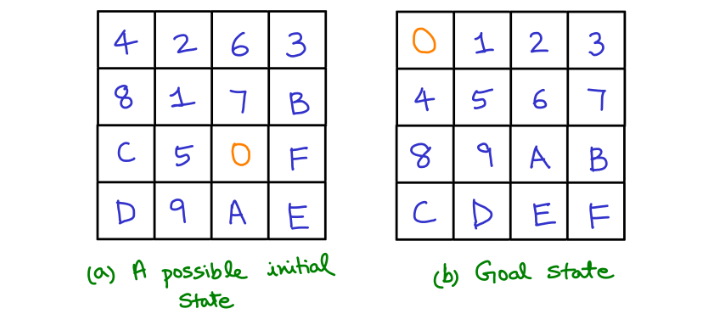 4 2 6 3
8 1 7 B
C 5 0 F
D 9 A E
(a) A possible initial
state
0 1 2 3
4 5 6 7
8 9 A B
C D E F
(b) Goal state